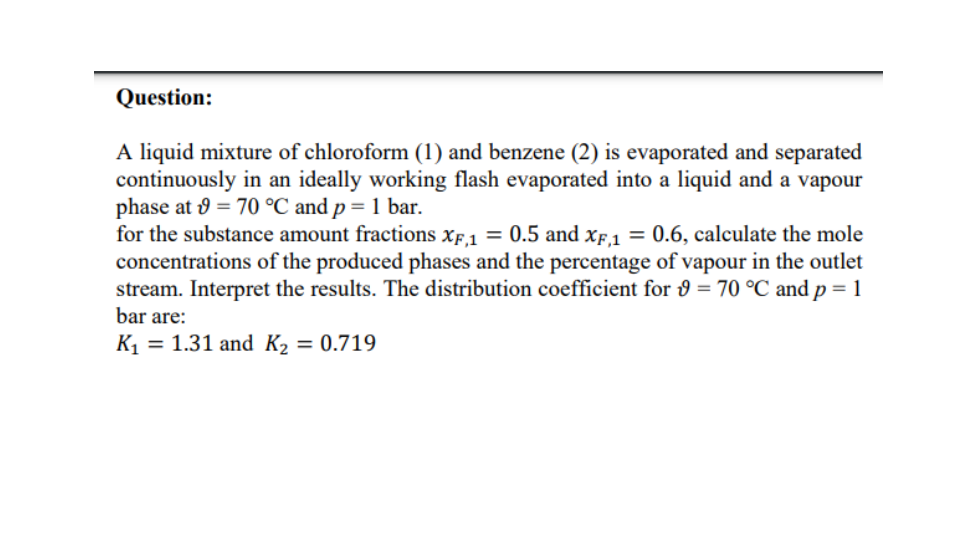 Question:
A liquid mixture of chloroform (1) and benzene (2) is evaporated and separated
continuously in an ideally working flash evaporated into a liquid and a vapour
phase at 𝜗 = 70 °C and p = 1 bar.
for the substance amount fractions x_{F,1} = 0.5 and x_{F,1} = 0.6, calculate the mole
concentrations of the produced phases and the percentage of vapour in the outlet
stream. Interpret the results. The distribution coefficient for 𝜗 = 70 °C and p = 1
bar are:
K₁ = 1.31 and K₂ = 0.719